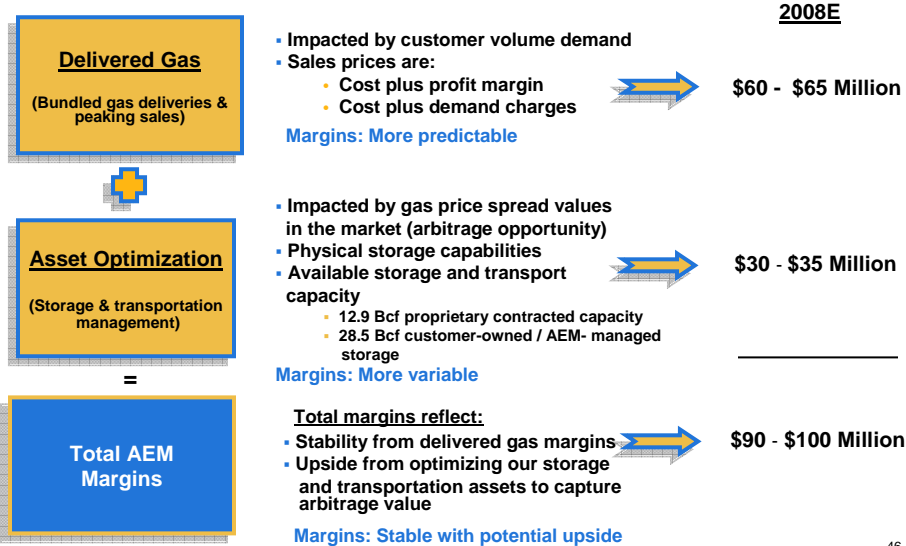 2008E
Delivered Gas
(Bundled gas deliveries &
peaking sales)
▪ Impacted by customer volume demand
▪ Sales prices are:
• Cost plus profit margin
• Cost plus demand charges
Margins: More predictable
$60 - $65 Million
Asset Optimization
(Storage & transportation
management)
▪ Impacted by gas price spread values
in the market (arbitrage opportunity)
▪ Physical storage capabilities
▪ Available storage and transport
capacity
▪ 12.9 Bcf proprietary contracted capacity
▪ 28.5 Bcf customer-owned / AEM- managed
storage
Margins: More variable
$30 - $35 Million
=
Total AEM
Margins
Total margins reflect:
▪ Stability from delivered gas margins
▪ Upside from optimizing our storage
and transportation assets to capture
arbitrage value
Margins: Stable with potential upside
$90 - $100 Million
46